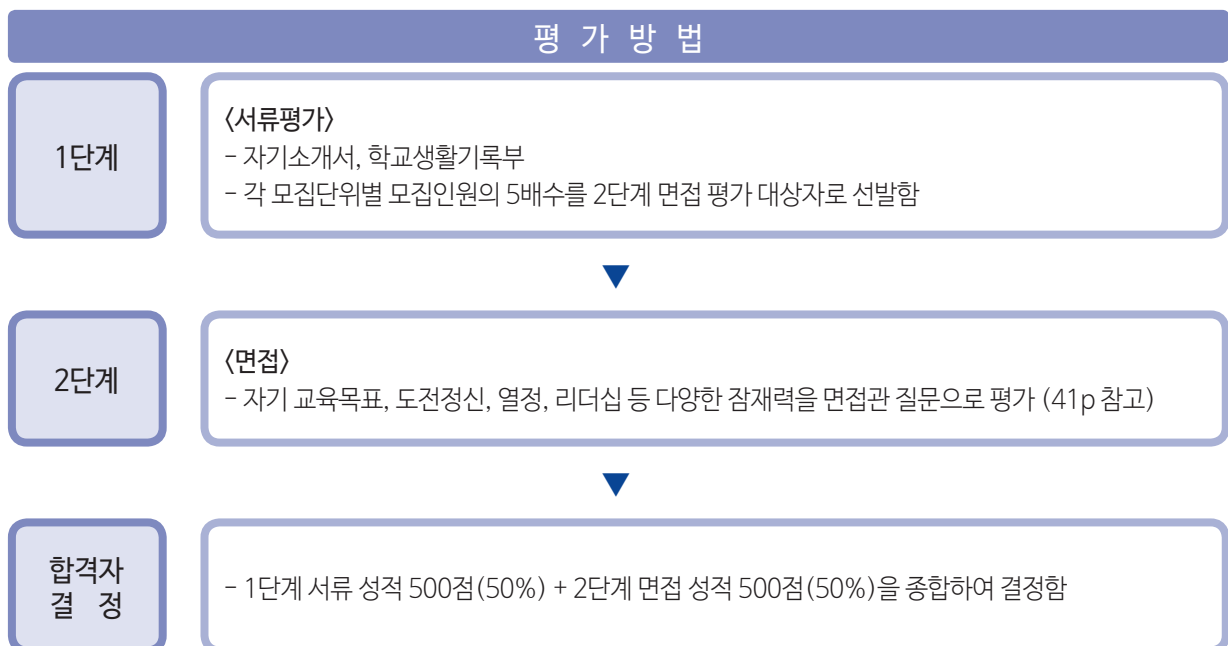 평 가 방 법
1단계
〈서류평가〉
- 자기소개서, 학교생활기록부
- 각 모집단위별 모집인원의 5배수를 2단계 면접 평가 대상자로 선발함
2단계
〈면접〉
- 자기 교육목표, 도전정신, 열정, 리더십 등 다양한 잠재력을 면접관 질문으로 평가 (41p 참고)
합격자
결 정
- 1단계 서류 성적 500점(50%) + 2단계 면접 성적 500점(50%)을 종합하여 결정함